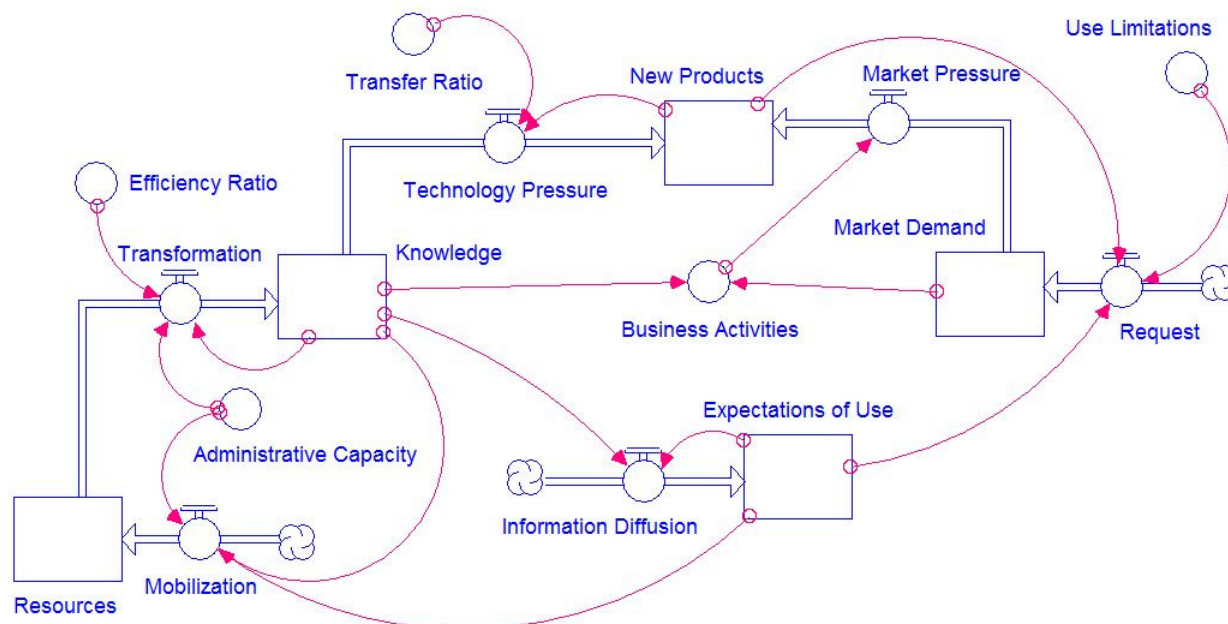 Use Limitations
Transfer Ratio
New Products
Market Pressure
Efficiency Ratio
Technology Pressure
Transformation
Knowledge
Market Demand
Business Activities
Request
Expectations of Use
Administrative Capacity
Information Diffusion
Mobilization
Resources